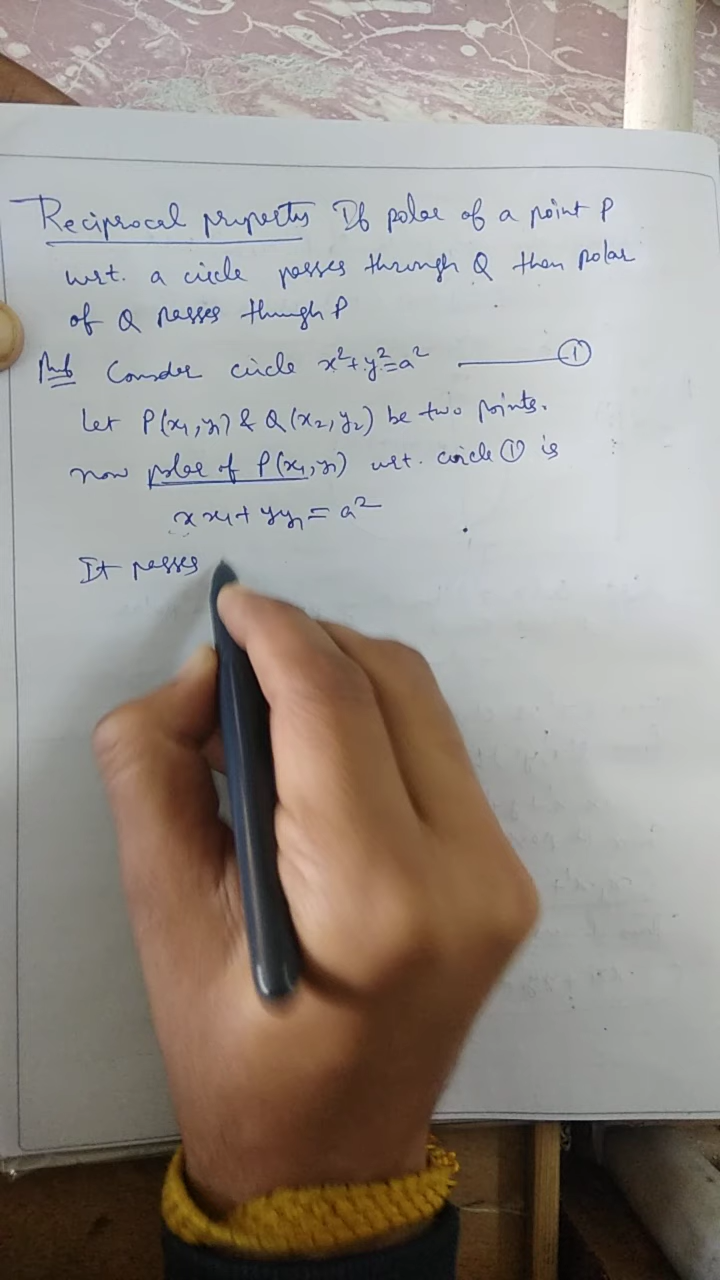 Reciprocal property If polar of a point P
wrt. a circle passes through Q then polar
of Q passes through P
Proof Consider circle x²+y²=a² ——— ①
Let P(x₁,y₁) & Q(x₂,y₂) be two points.
now polar of P(x₁,y₁) wrt. circle ① is
xx₁+yy₁=a²
It passes